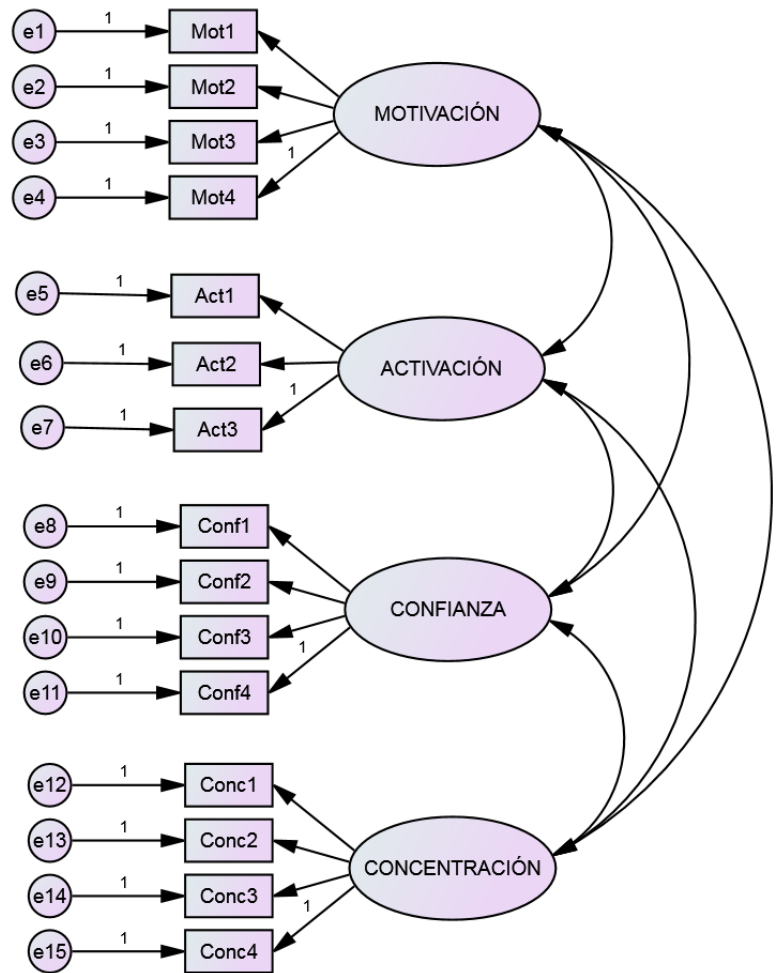 e1 1 Mot1
e2 1 Mot2
e3 1 Mot3
1
e4 1 Mot4
MOTIVACIÓN
e5 1 Act1
e6 1 Act2
1
e7 1 Act3
ACTIVACIÓN
e8 1 Conf1
e9 1 Conf2
e10 1 Conf3
1
e11 1 Conf4
CONFIANZA
e12 1 Conc1
e13 1 Conc2
e14 1 Conc3
1
e15 1 Conc4
CONCENTRACIÓN